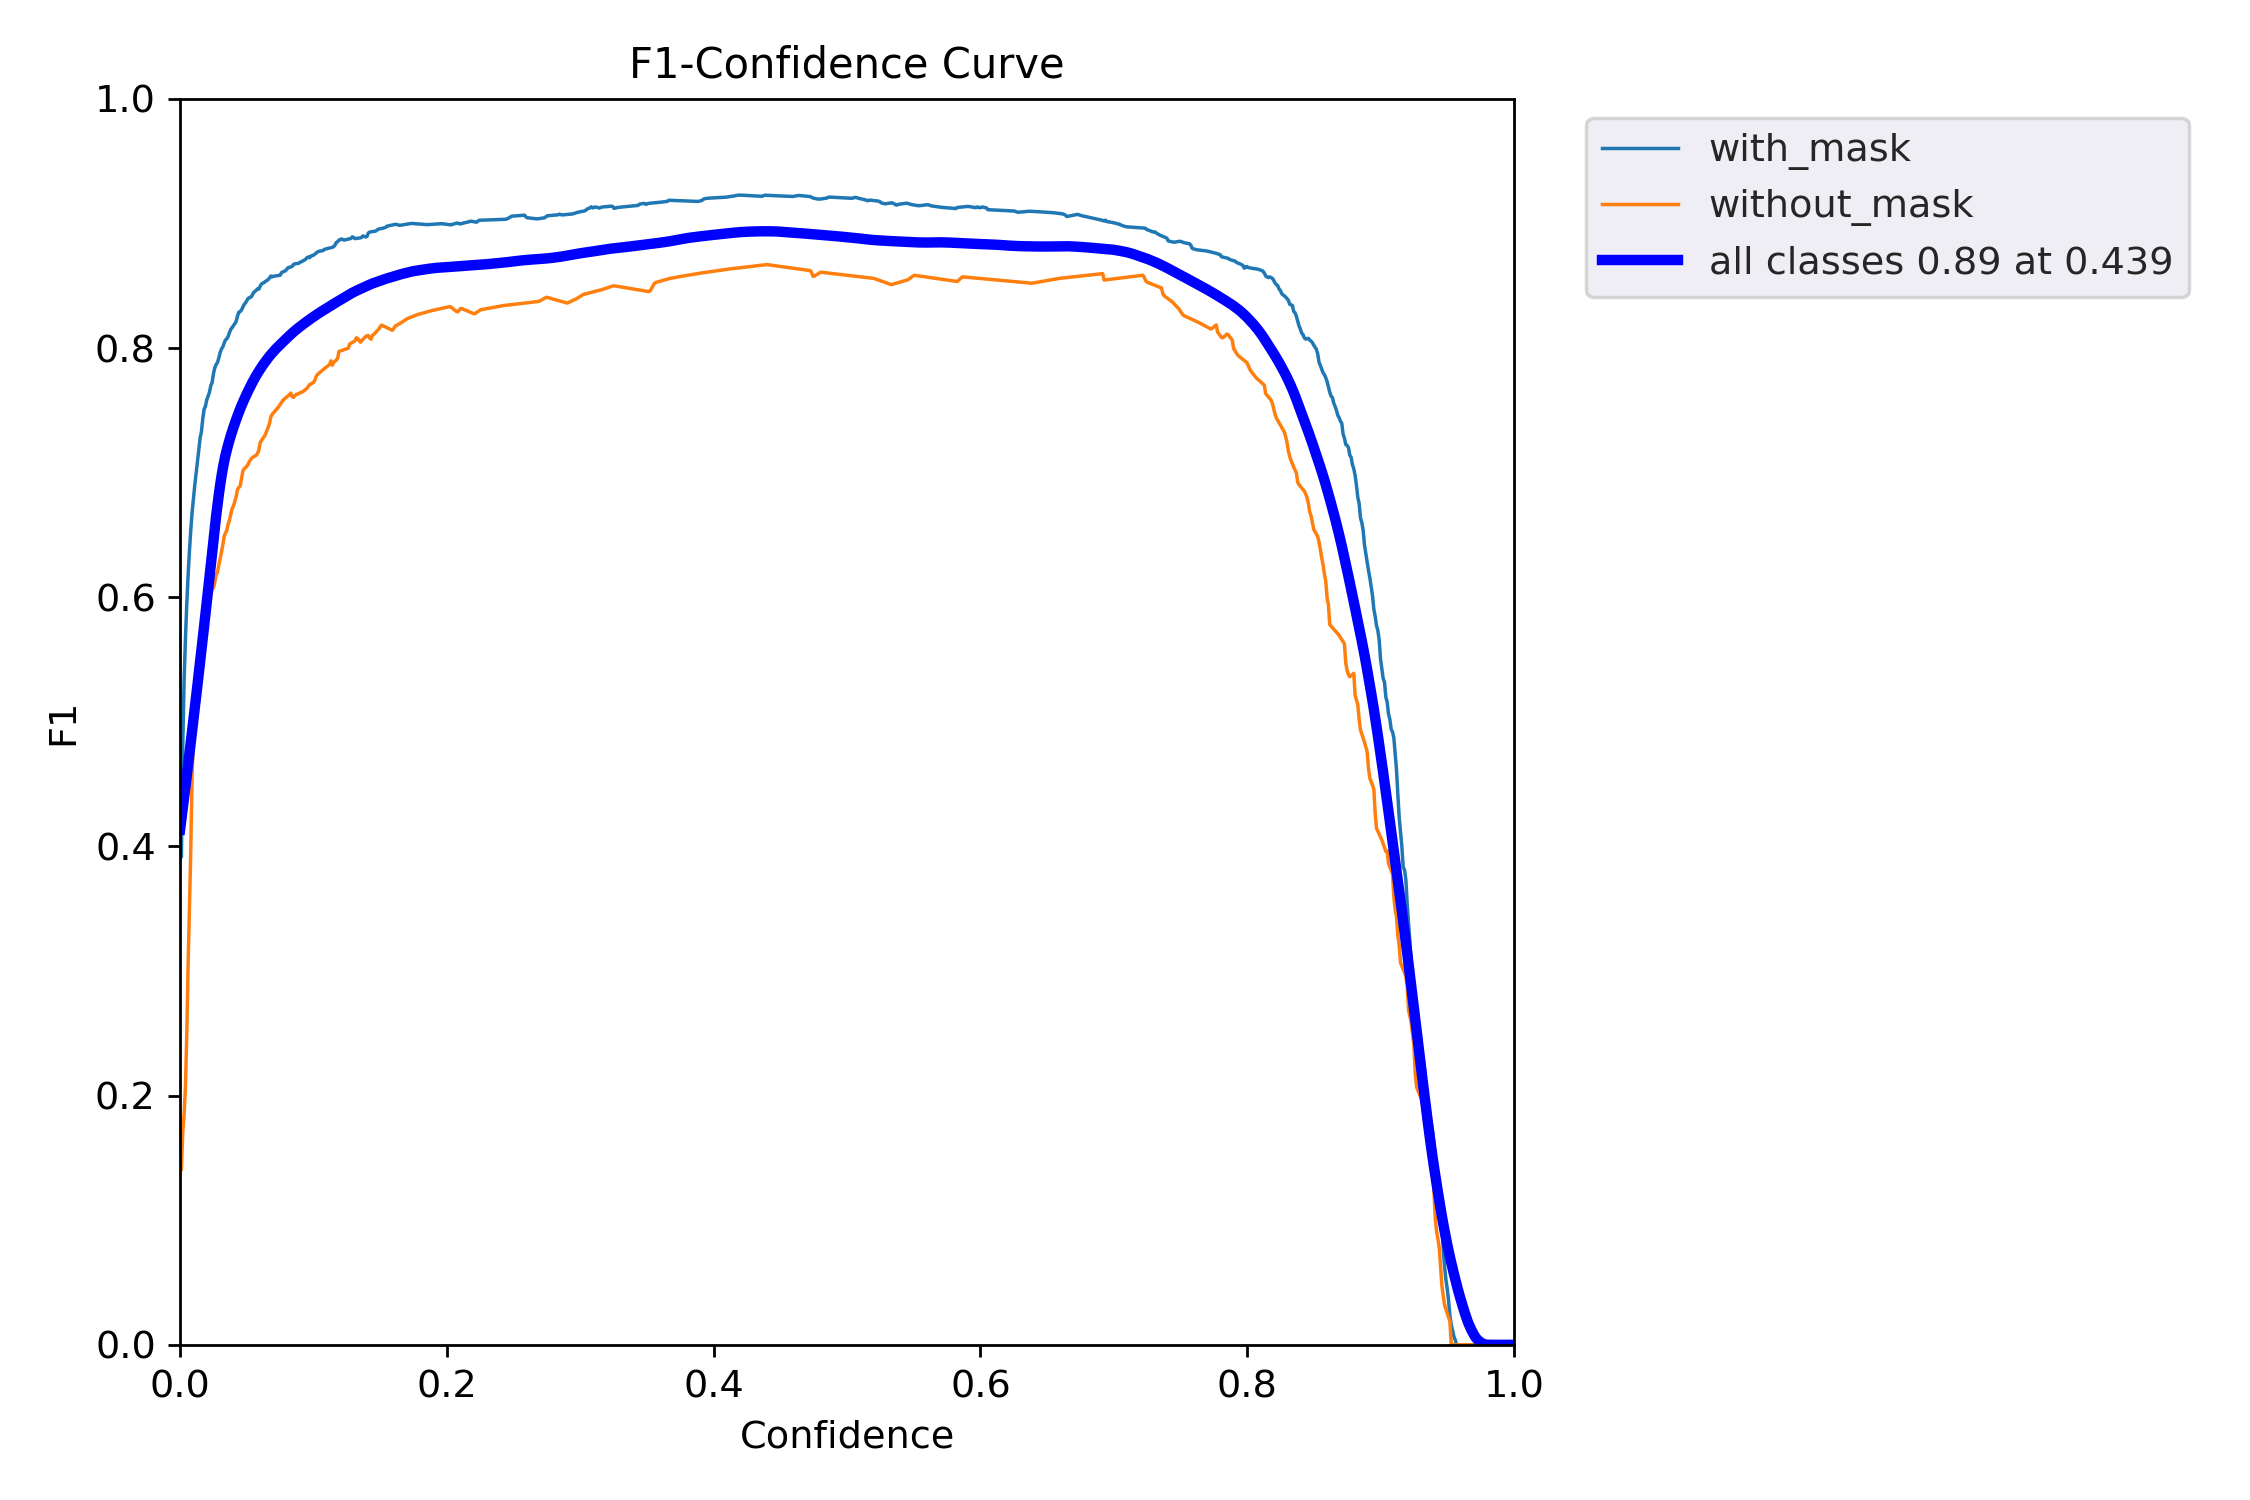 F1-Confidence Curve
1.0
0.8
0.6
0.4
0.2
0.0
F1
0.0 0.2 0.4 0.6 0.8 1.0
Confidence
with_mask
without_mask
all classes 0.89 at 0.439